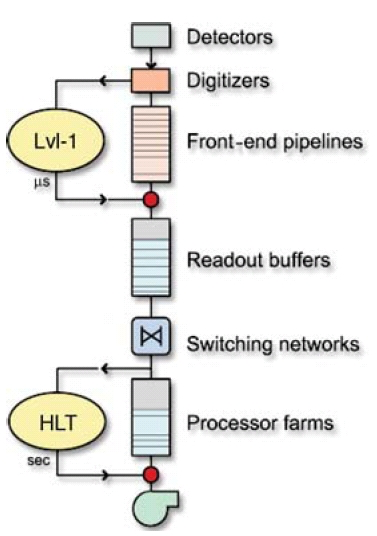 Detectors
Digitizers
Lvl-1
Front-end pipelines
µs
Readout buffers
Switching networks
HLT
Processor farms
sec